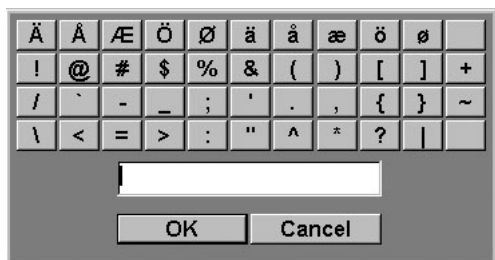 Ä Å Æ Ö Ø ä å æ ö ø
! @ # $ % & ( ) [ ] +
/ ` - _ ; ' . , { } ~
\ < = > : " ^ * ? |
OK Cancel